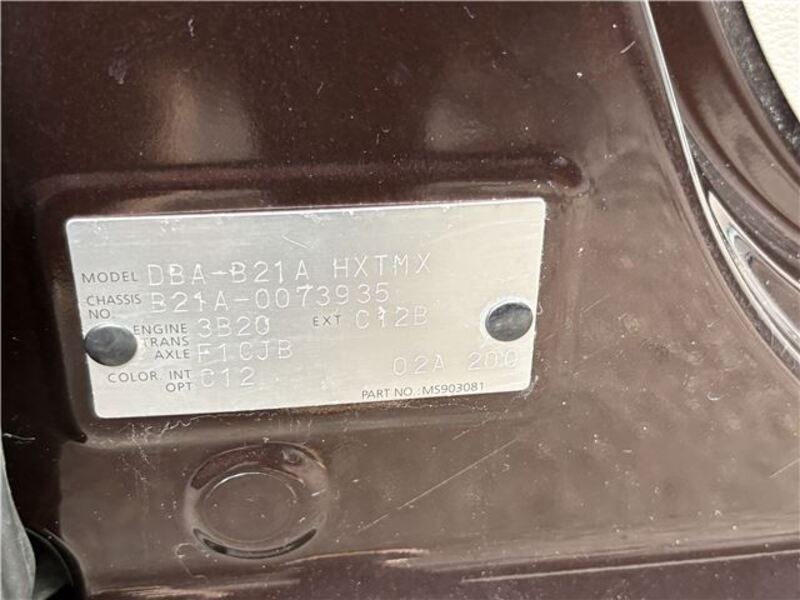 MODEL DBA-B21A HXTMX
CHASSIS NO. B21A-0073935
ENGINE 3B20 EXT C12B
TRANS AXLE F1CJB
COLOR. INT OPT C12 02A 200
PART NO.: MS903081